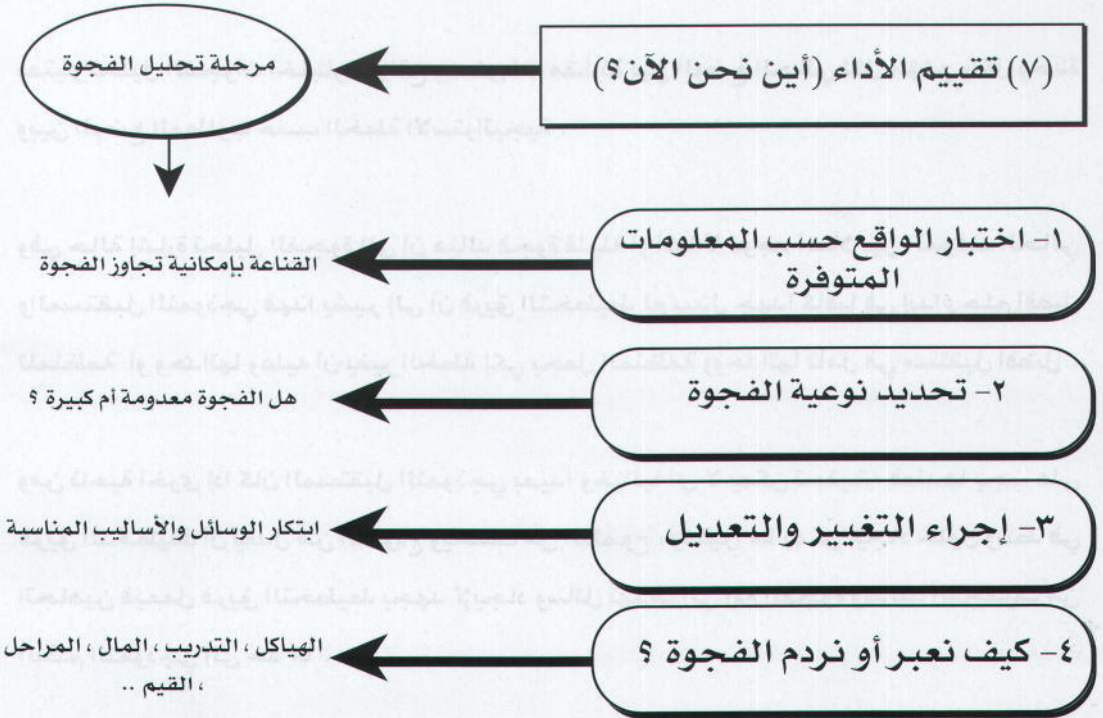 (٧) تقييم الأداء (أين نحن الآن؟)
مرحلة تحليل الفجوة
١- اختبار الواقع حسب المعلومات
المتوفرة
القناعة بإمكانية تجاوز الفجوة
٢- تحديد نوعية الفجوة
هل الفجوة معدومة أم كبيرة ؟
٣- إجراء التغيير والتعديل
ابتكار الوسائل والأساليب المناسبة
٤- كيف نعبر أو نردم الفجوة ؟
الهياكل ، التدريب ، المال ، المراحل
، القيم ..